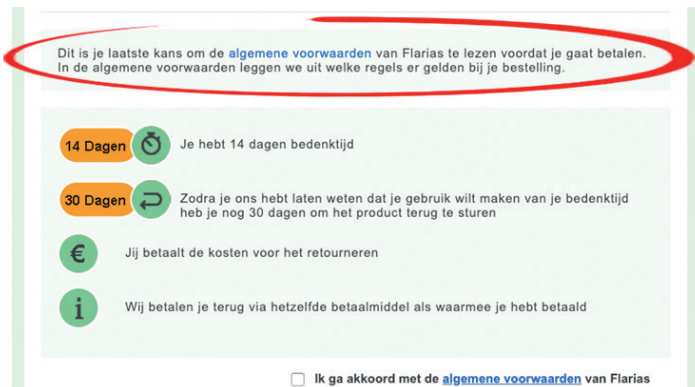 Dit is je laatste kans om de algemene voorwaarden van Flarias te lezen voordat je gaat betalen.
In de algemene voorwaarden leggen we uit welke regels er gelden bij je bestelling.
14 Dagen
Je hebt 14 dagen bedenktijd
30 Dagen
Zodra je ons hebt laten weten dat je gebruik wilt maken van je bedenktijd
heb je nog 30 dagen om het product terug te sturen
€
Jij betaalt de kosten voor het retourneren
i
Wij betalen je terug via hetzelfde betaalmiddel als waarmee je hebt betaald
Ik ga akkoord met de algemene voorwaarden van Flarias